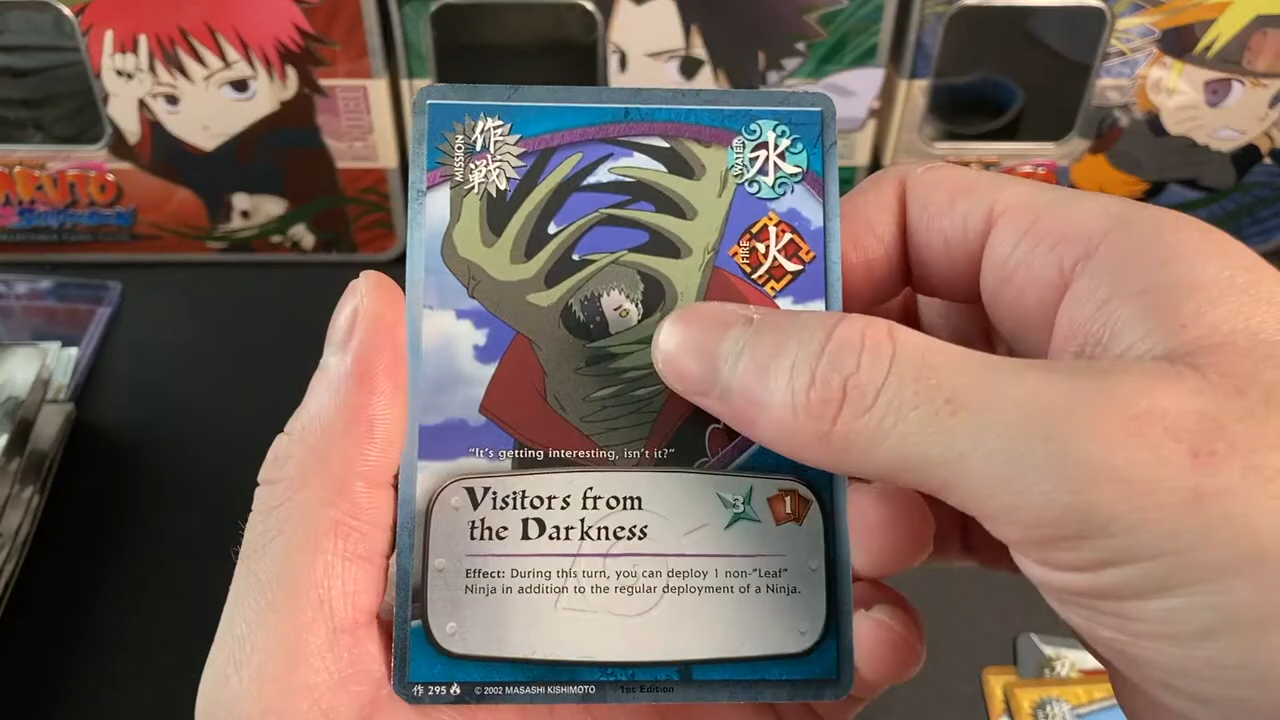 NARUTO
MISSION
作戦
WATER
水
FIRE
火
"It's getting interesting, isn't it?"
Visitors from
the Darkness
3
1
Effect: During this turn, you can deploy 1 non-"Leaf"
Ninja in addition to the regular deployment of a Ninja.
作 295
© 2002 MASASHI KISHIMOTO
1st Edition